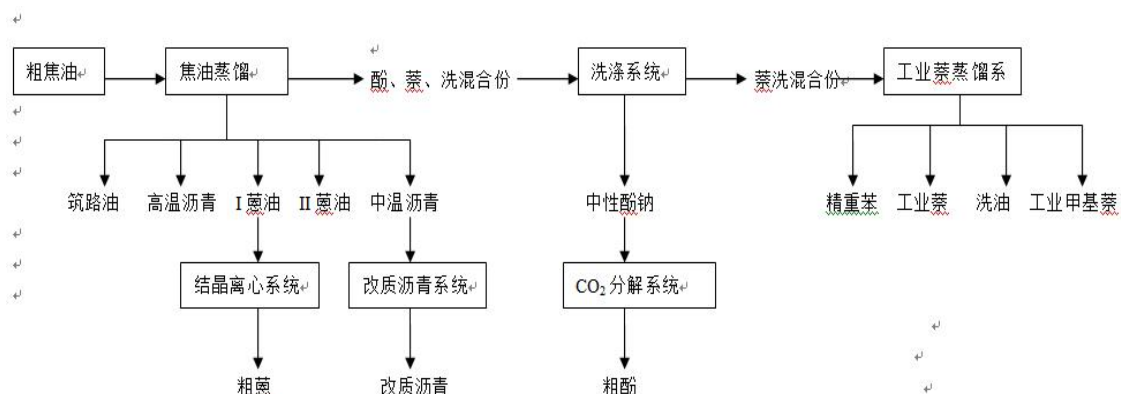 粗焦油 焦油蒸馏 酚、萘、洗混合份 洗涤系统 萘洗混合份 工业萘蒸馏系
筑路油 高温沥青 I蒽油 II蒽油 中温沥青 中性酚钠 精重苯 工业萘 洗油 工业甲基萘
结晶离心系统 改质沥青系统 CO₂分解系统
粗蒽 改质沥青 粗酚